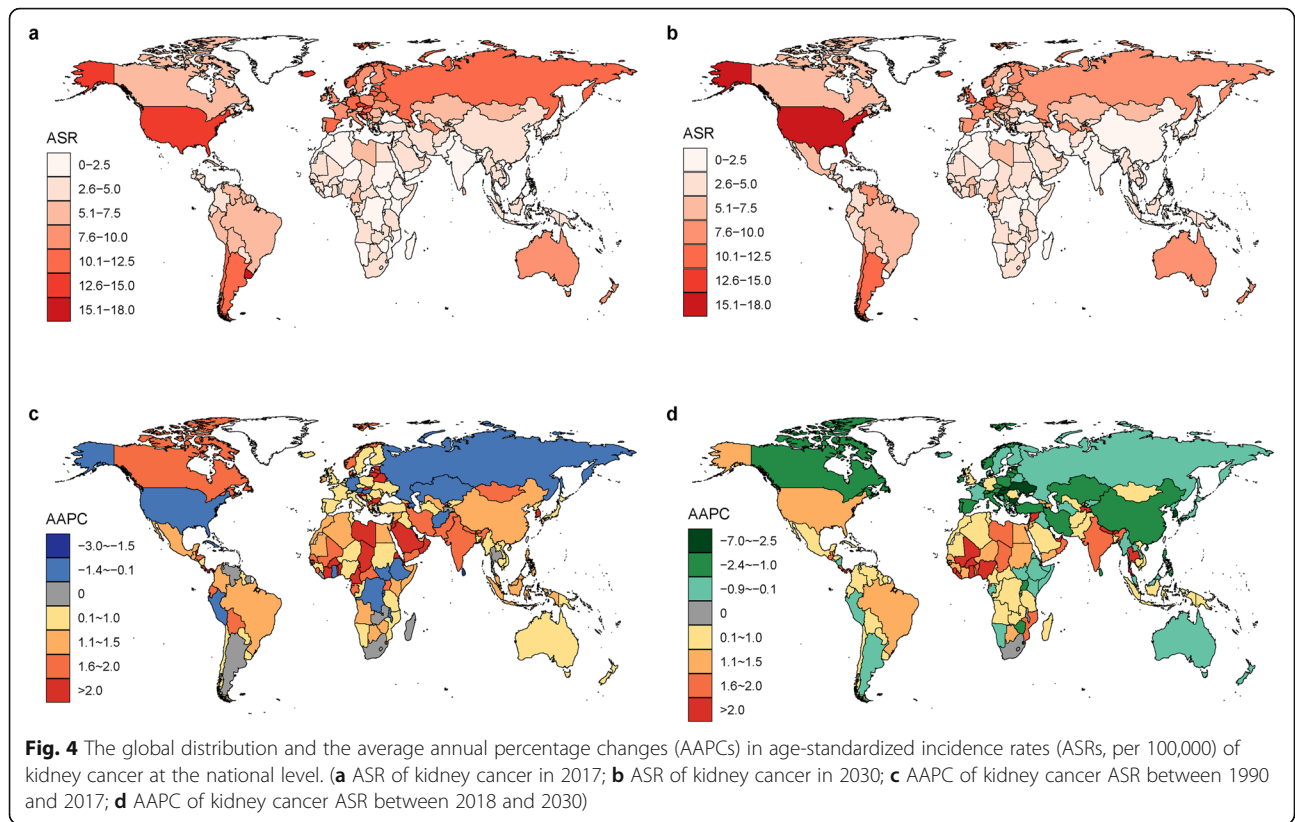 a
ASR
0−2.5
2.6−5.0
5.1−7.5
7.6−10.0
10.1−12.5
12.6−15.0
15.1−18.0
b
ASR
0−2.5
2.6−5.0
5.1−7.5
7.6−10.0
10.1−12.5
12.6−15.0
15.1−18.0
c
AAPC
−3.0~−1.5
−1.4~−0.1
0
0.1~1.0
1.1~1.5
1.6~2.0
>2.0
d
AAPC
−7.0~−2.5
−2.4~−1.0
−0.9~−0.1
0
0.1~1.0
1.1~1.5
1.6~2.0
>2.0
Fig. 4 The global distribution and the average annual percentage changes (AAPCs) in age-standardized incidence rates (ASRs, per 100,000) of
kidney cancer at the national level. (a ASR of kidney cancer in 2017; b ASR of kidney cancer in 2030; c AAPC of kidney cancer ASR between 1990
and 2017; d AAPC of kidney cancer ASR between 2018 and 2030)